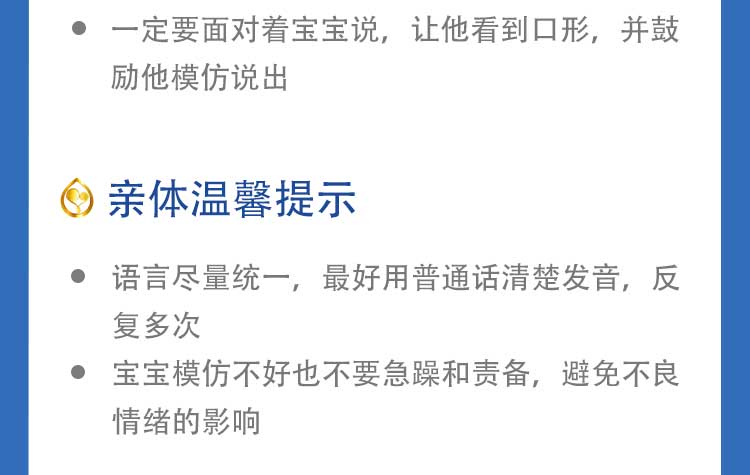 一定要面对着宝宝说，让他看到口形，并鼓
励他模仿说出
亲体温馨提示
语言尽量统一，最好用普通话清楚发音，反
复多次
宝宝模仿不好也不要急躁和责备，避免不良
情绪的影响